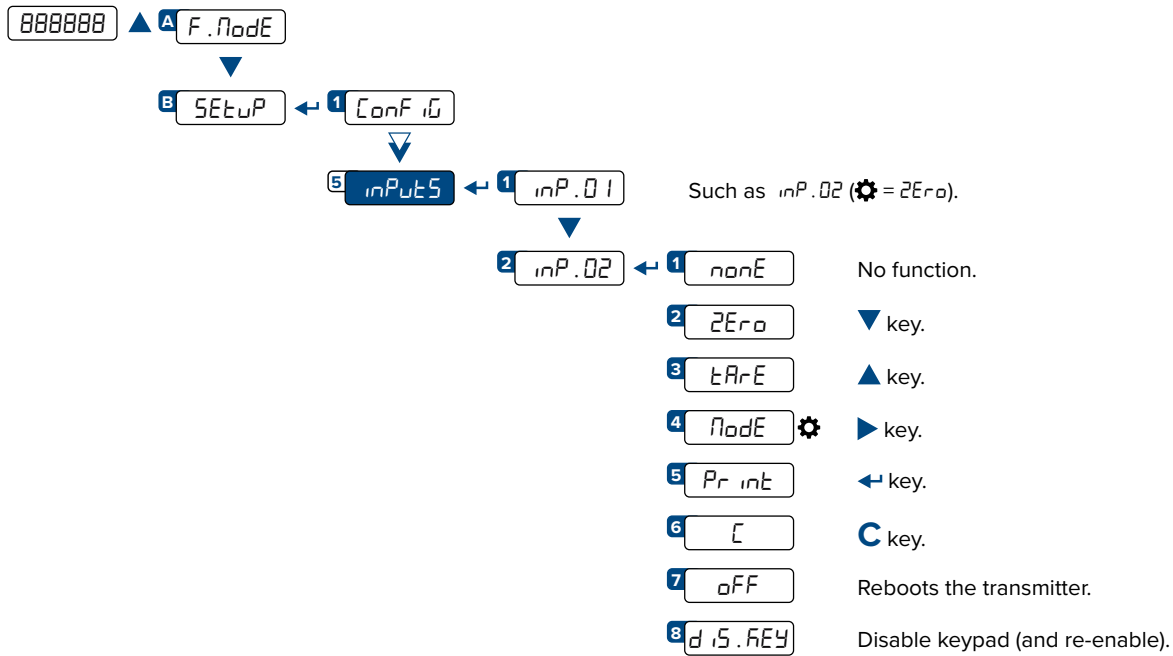 888888 A F.ModE
B SEtuP 1 ConFiG
5 inPutS 1 inP.01 Such as inP.02 (⚙ = ZEro).
2 inP.02 1 nonE No function.
2 ZEro ▼ key.
3 tArE ▲ key.
4 ModE ▶ key.
5 Print ↵ key.
6 C C key.
7 oFF Reboots the transmitter.
8 diS.KEY Disable keypad (and re-enable).